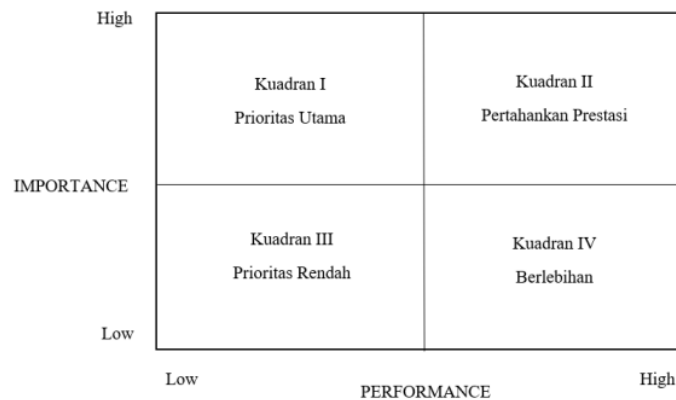 High
Kuadran I
Prioritas Utama
Kuadran II
Pertahankan Prestasi
IMPORTANCE
Kuadran III
Prioritas Rendah
Kuadran IV
Berlebihan
Low
Low
PERFORMANCE
High